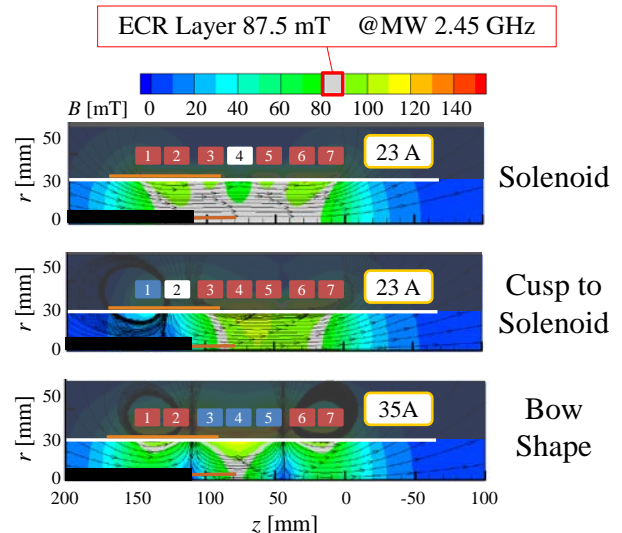 ECR Layer 87.5 mT @MW 2.45 GHz
B [mT] 0 20 40 60 80 100 120 140
50
30
0
r [mm]
1 2 3 4 5 6 7
23 A
Solenoid
50
30
0
r [mm]
1 2 3 4 5 6 7
23 A
Cusp to
Solenoid
50
30
0
r [mm]
1 2 3 4 5 6 7
35A
Bow
Shape
200 150 100 50 0 -50 100
z [mm]